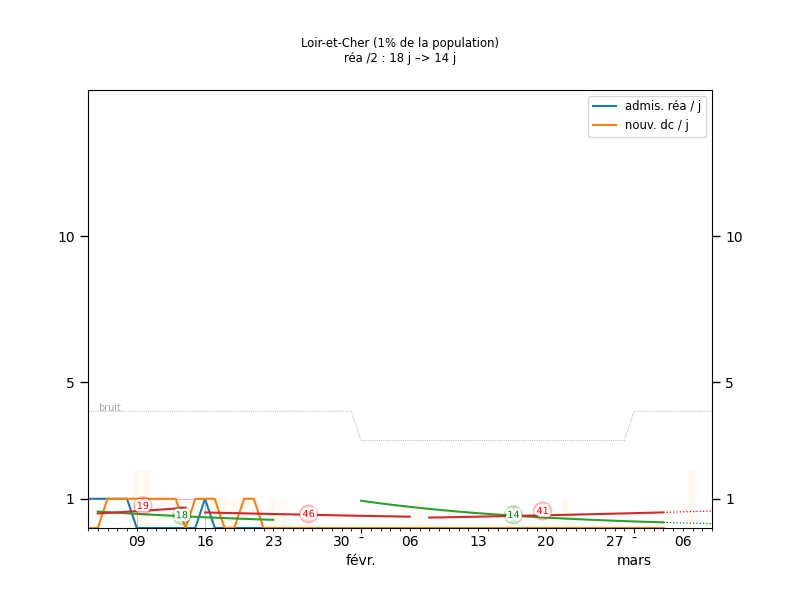 Loir-et-Cher (1% de la population)
réa /2 : 18 j –> 14 j
admis. réa / j
nouv. dc / j
10 10
5 5
bruit
1 1
19
18
46
14
41
09 16 23 30 - 06 13 20 27 - 06
févr. mars